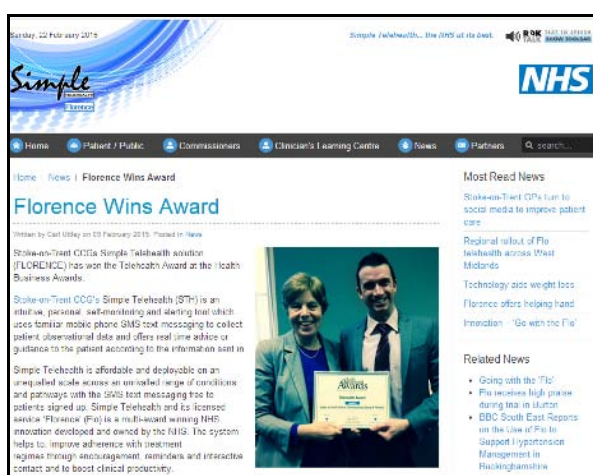 Sunday, 22 February 2015
Simple Telehealth... the NHS at its best.
Simple
TELEHEALTH
Florence
NHS
Home
Patient / Public
Commissioners
Clinician's Learning Centre
News
Partners
search...
Home News Florence Wins Award
Florence Wins Award
Written by Carl on 09 February 2015. Posted in News
Stoke-on-Trent CCGs Simple Telehealth solution
(FLORENCE) has won the Telehealth Award at the Health
Business Awards.
Stoke-on-Trent CCG's Simple Telehealth (STH) is an
intuitive, personal, self-monitoring and alerting tool which
uses familiar mobile phone SMS text messaging to collect
patient observational data and offers real time advice or
guidance to the patient according to the information sent in
Simple Telehealth is affordable and deployable on an
unequalled scale across an unrivalled range of conditions
and pathways with the SMS text messaging free to
patients signed up. Simple Telehealth and its licensed
service 'Florence' (Flo) is a multi-award winning NHS
innovation developed and owned by the NHS. The system
helps to, improve adherence with treatment
regimes through encouragement, reminders and interactive
contact and to boost clinical productivity.
Awards
Most Read News
Stoke-on-Trent GPs turn to
social media to improve patient
care
Regional rollout of Flo
telehealth across West
Midlands
Technology aids weight loss
Florence offers helping hand
Innovation - 'Go with the Flo'
Related News
Going with the 'Flo'
Flo receives high praise
during trial in Burton
BBC South East Reports
on the Use of Flo to
Support Hypertension
Management in
Buckinghamshire